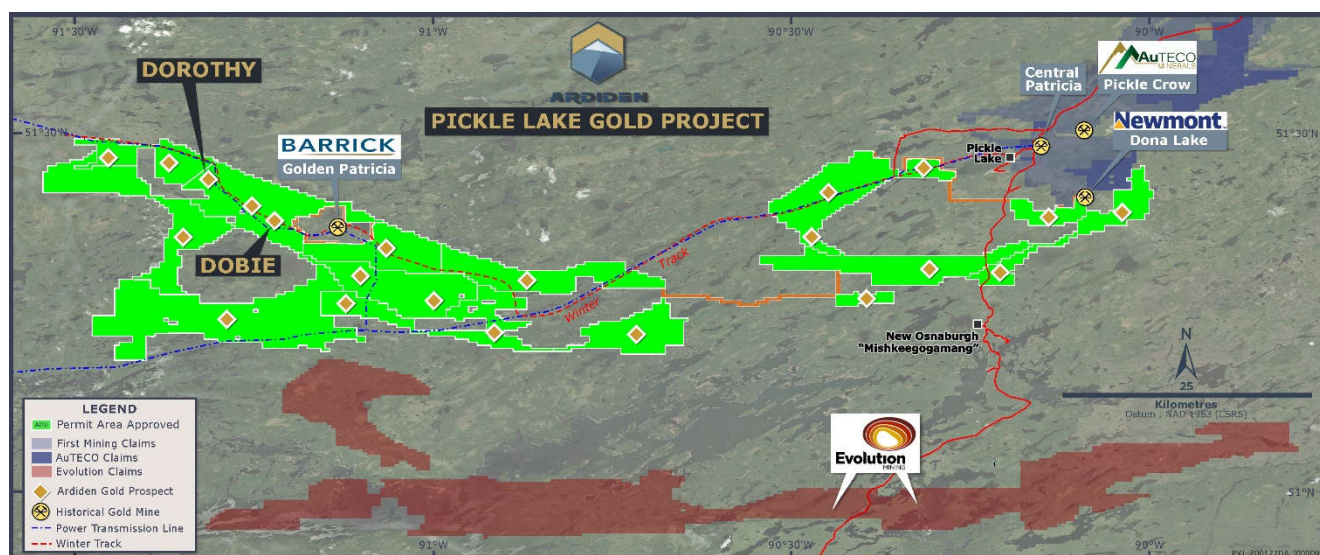 91°30'W
91°W
90°30'W
90°W
ARDIDEN
PICKLE LAKE GOLD PROJECT
DOROTHY
BARRICK
Golden Patricia
DOBIE
Central
Patricia
AuTECO
MINERALS
Pickle Crow
Newmont
Dona Lake
51°30'N
51°30'N
Pickle
Lake
Winter
Track
New Osnaburgh
"Mishkeegogamang"
N
25
Kilometres
Datum : NAD 1983 (CSRS)
Evolution
MINING
51°N
51°N
LEGEND
ADV Permit Area Approved
First Mining Claims
AuTECO Claims
Evolution Claims
Ardiden Gold Prospect
Historical Gold Mine
Power Transmission Line
Winter Track
91°W
90°30'W
90°W